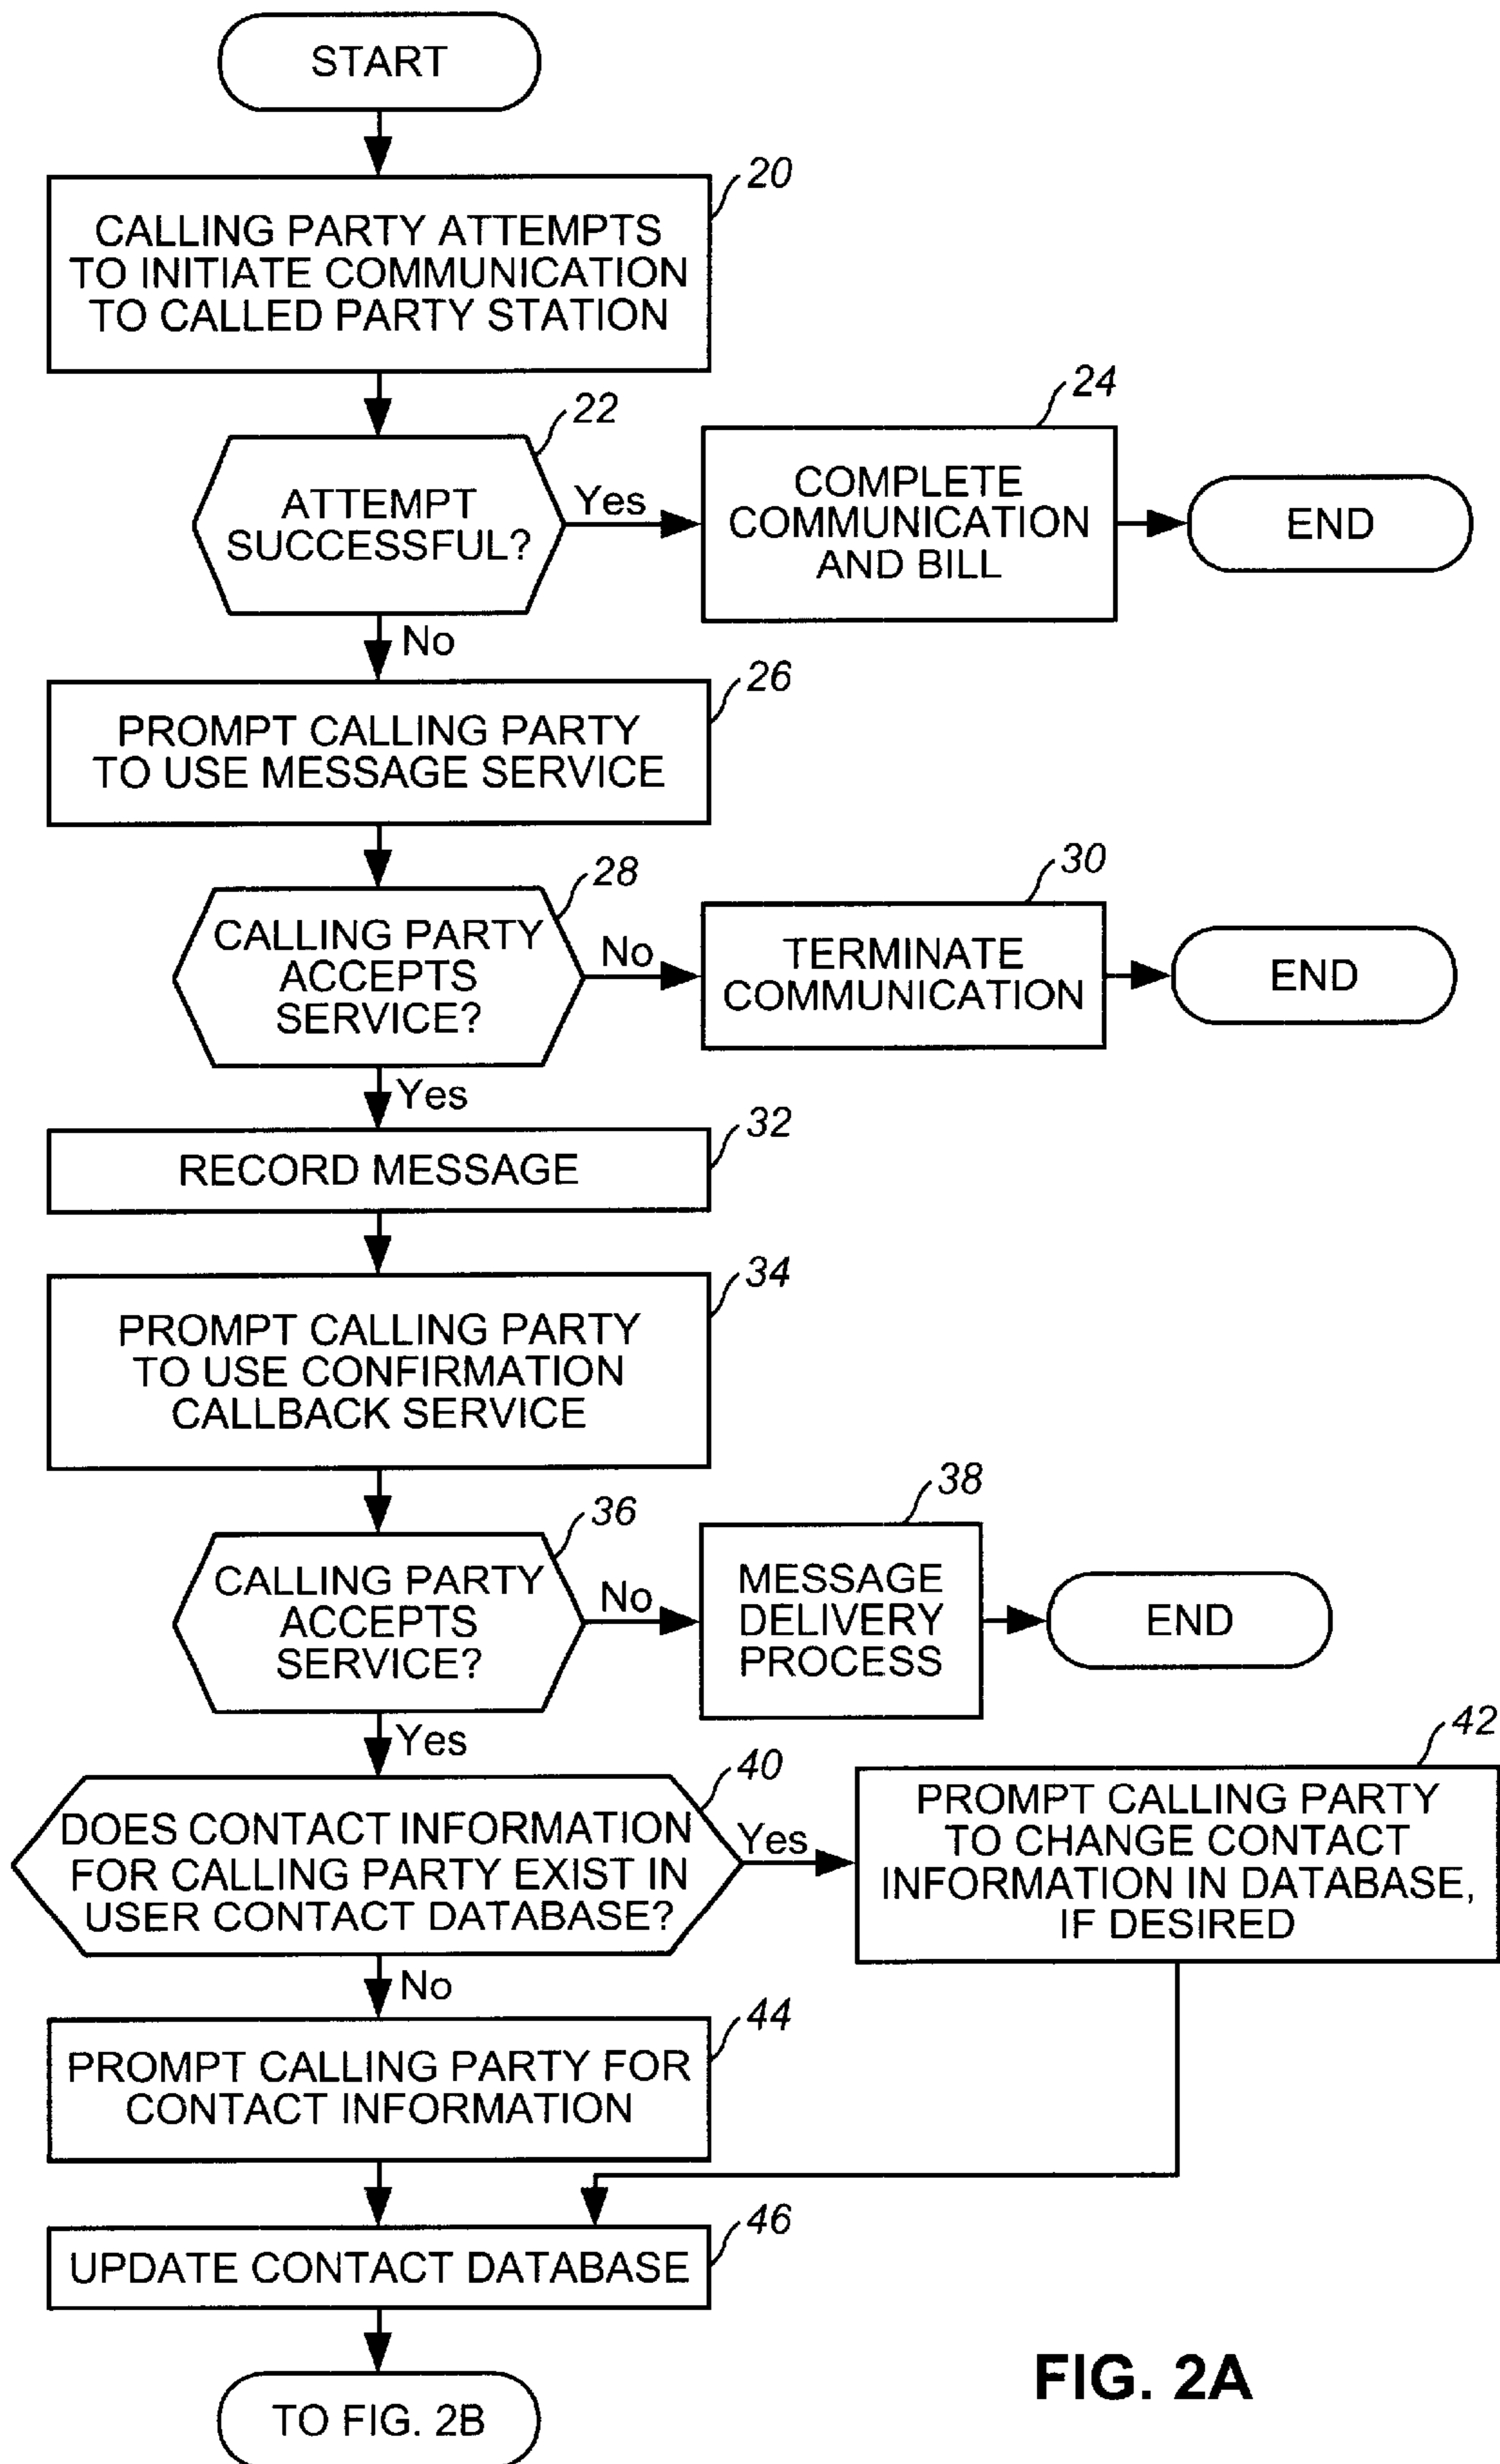 START
20
CALLING PARTY ATTEMPTS
TO INITIATE COMMUNICATION
TO CALLED PARTY STATION
22
ATTEMPT
SUCCESSFUL?
Yes
24
COMPLETE
COMMUNICATION
AND BILL
END
No
26
PROMPT CALLING PARTY
TO USE MESSAGE SERVICE
28
CALLING PARTY
ACCEPTS
SERVICE?
No
30
TERMINATE
COMMUNICATION
END
Yes
32
RECORD MESSAGE
34
PROMPT CALLING PARTY
TO USE CONFIRMATION
CALLBACK SERVICE
36
CALLING PARTY
ACCEPTS
SERVICE?
No
38
MESSAGE
DELIVERY
PROCESS
END
Yes
40
DOES CONTACT INFORMATION
FOR CALLING PARTY EXIST IN
USER CONTACT DATABASE?
Yes
42
PROMPT CALLING PARTY
TO CHANGE CONTACT
INFORMATION IN DATABASE,
IF DESIRED
No
44
PROMPT CALLING PARTY FOR
CONTACT INFORMATION
46
UPDATE CONTACT DATABASE
TO FIG. 2B
FIG. 2A